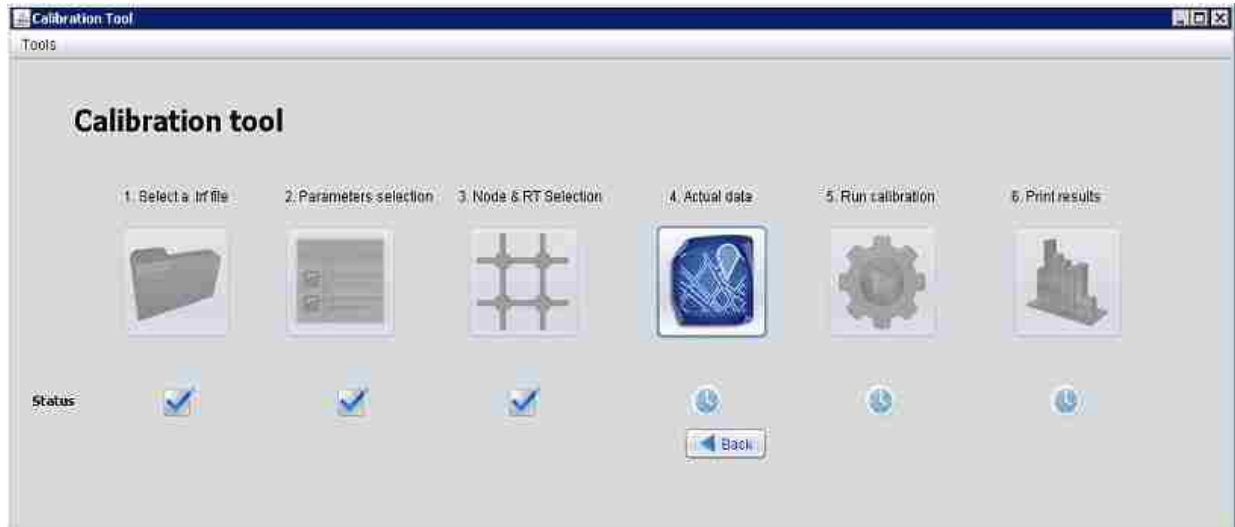 Calibration Tool
Tools
Calibration tool
1. Select a .trf file
2. Parameters selection
3. Node & RT Selection
4. Actual data
5. Run calibration
6. Print results
Status
Back